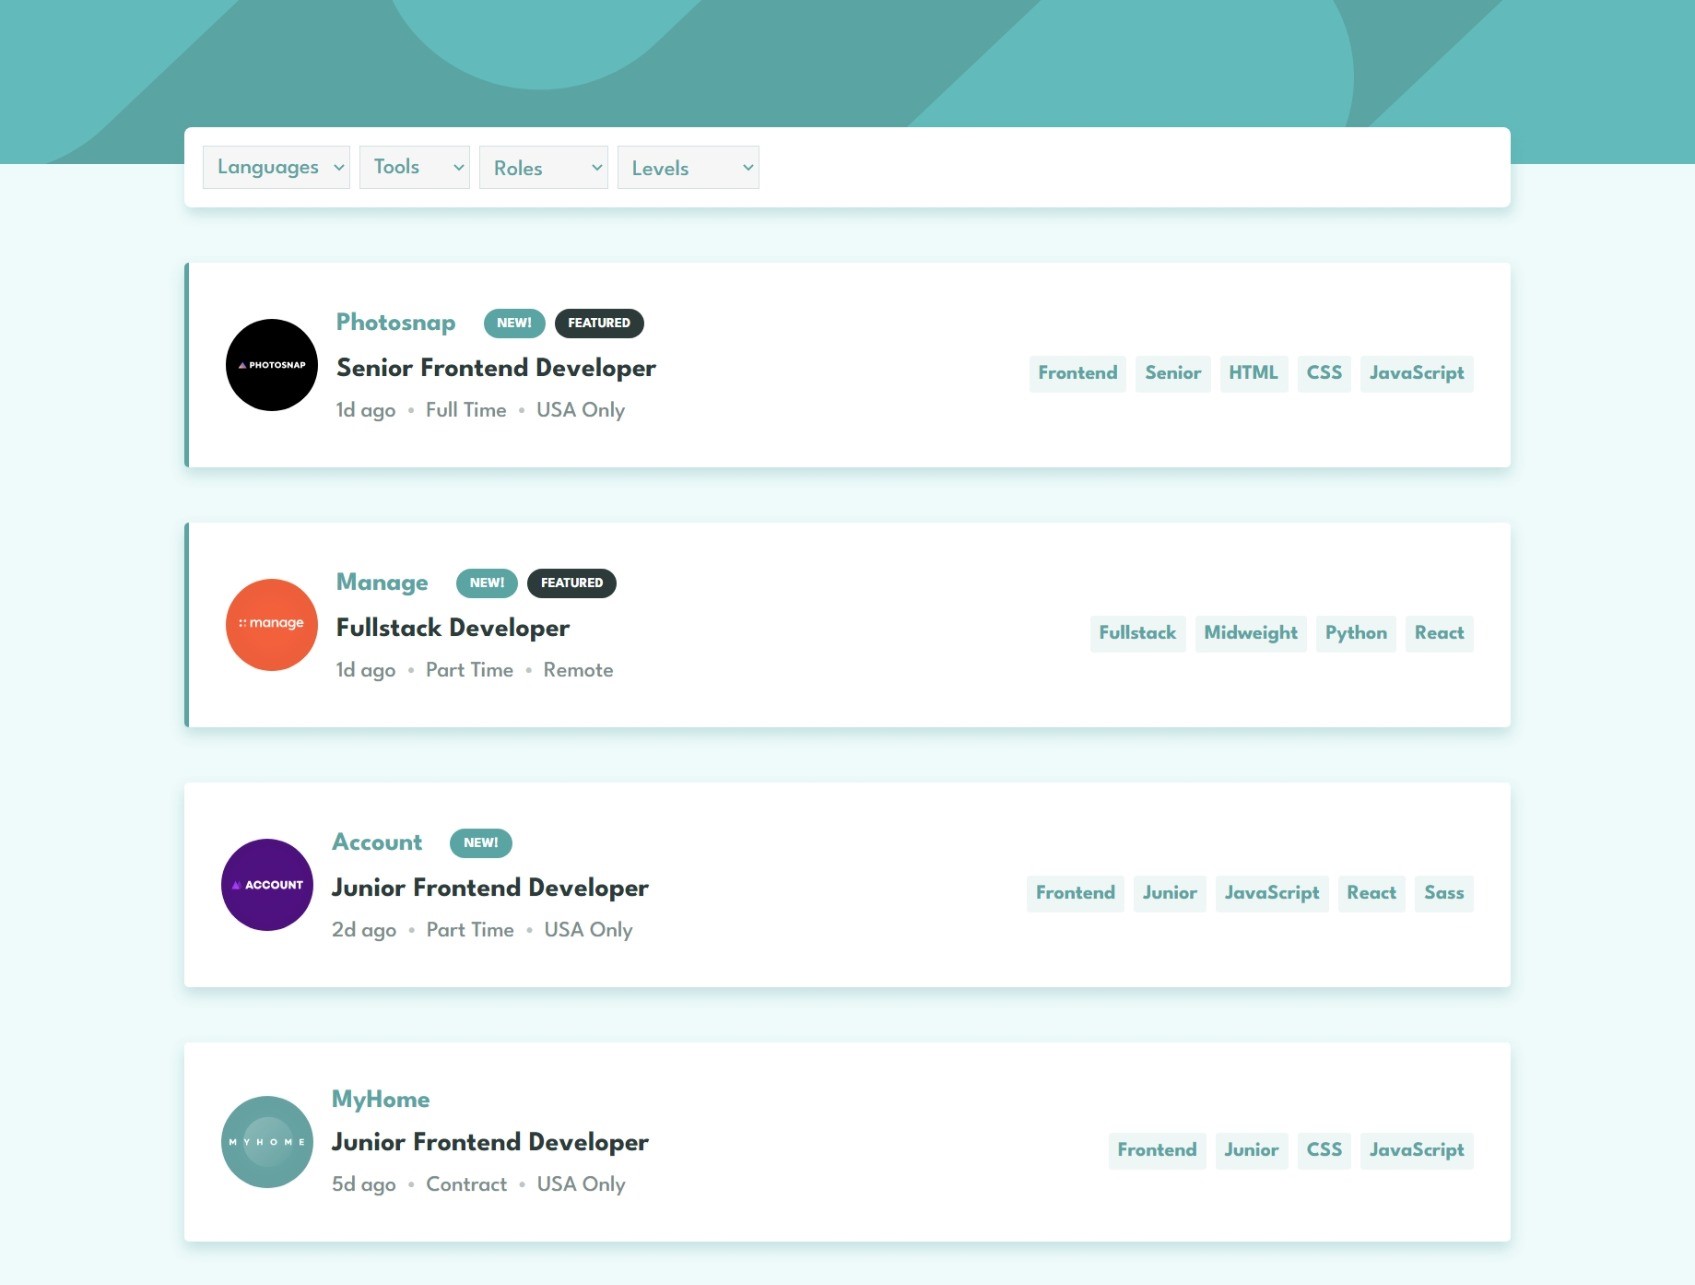 Languages Tools Roles Levels
PHOTOSNAP
Photosnap NEW! FEATURED
Senior Frontend Developer
1d ago • Full Time • USA Only
Frontend Senior HTML CSS JavaScript
:: manage
Manage NEW! FEATURED
Fullstack Developer
1d ago • Part Time • Remote
Fullstack Midweight Python React
ACCOUNT
Account NEW!
Junior Frontend Developer
2d ago • Part Time • USA Only
Frontend Junior JavaScript React Sass
MYHOME
MyHome
Junior Frontend Developer
5d ago • Contract • USA Only
Frontend Junior CSS JavaScript